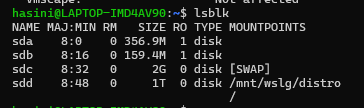 Vmscape: Not affected
hasini@LAPTOP-IMD4AV90:~$ lsblk
NAME MAJ:MIN RM SIZE RO TYPE MOUNTPOINTS
sda 8:0 0 356.9M 1 disk
sdb 8:16 0 159.4M 1 disk
sdc 8:32 0 2G 0 disk [SWAP]
sdd 8:48 0 1T 0 disk /mnt/wslg/distro
/